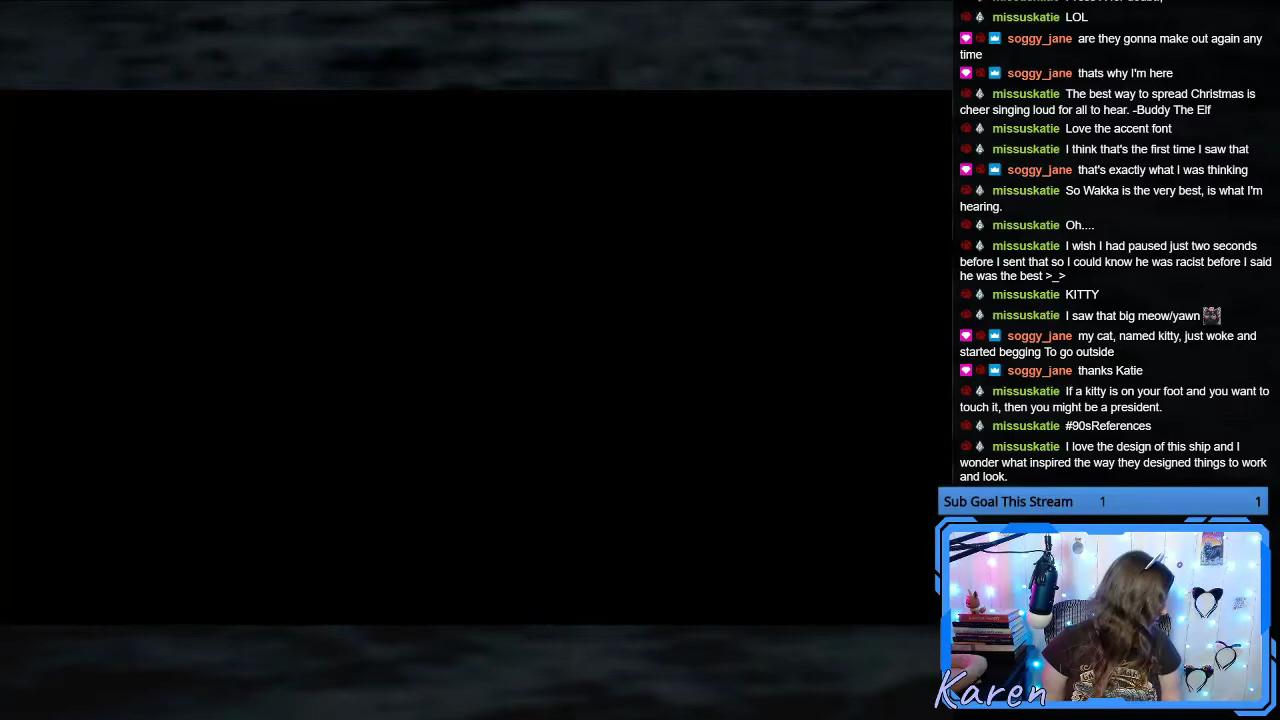 missuskatie LOL
soggy_jane are they gonna make out again any
time
soggy_jane thats why I'm here
missuskatie The best way to spread Christmas is
cheer singing loud for all to hear. -Buddy The Elf
missuskatie Love the accent font
missuskatie I think that's the first time I saw that
soggy_jane that's exactly what I was thinking
missuskatie So Wakka is the very best, is what I'm
hearing.
missuskatie Oh....
missuskatie I wish I had paused just two seconds
before I sent that so I could know he was racist before I said
he was the best >_>
missuskatie KITTY
missuskatie I saw that big meow/yawn
soggy_jane my cat, named kitty, just woke and
started begging To go outside
soggy_jane thanks Katie
missuskatie If a kitty is on your foot and you want to
touch it, then you might be a president.
missuskatie #90sReferences
missuskatie I love the design of this ship and I
wonder what inspired the way they designed things to work
and look.
Sub Goal This Stream 1 1
Karen